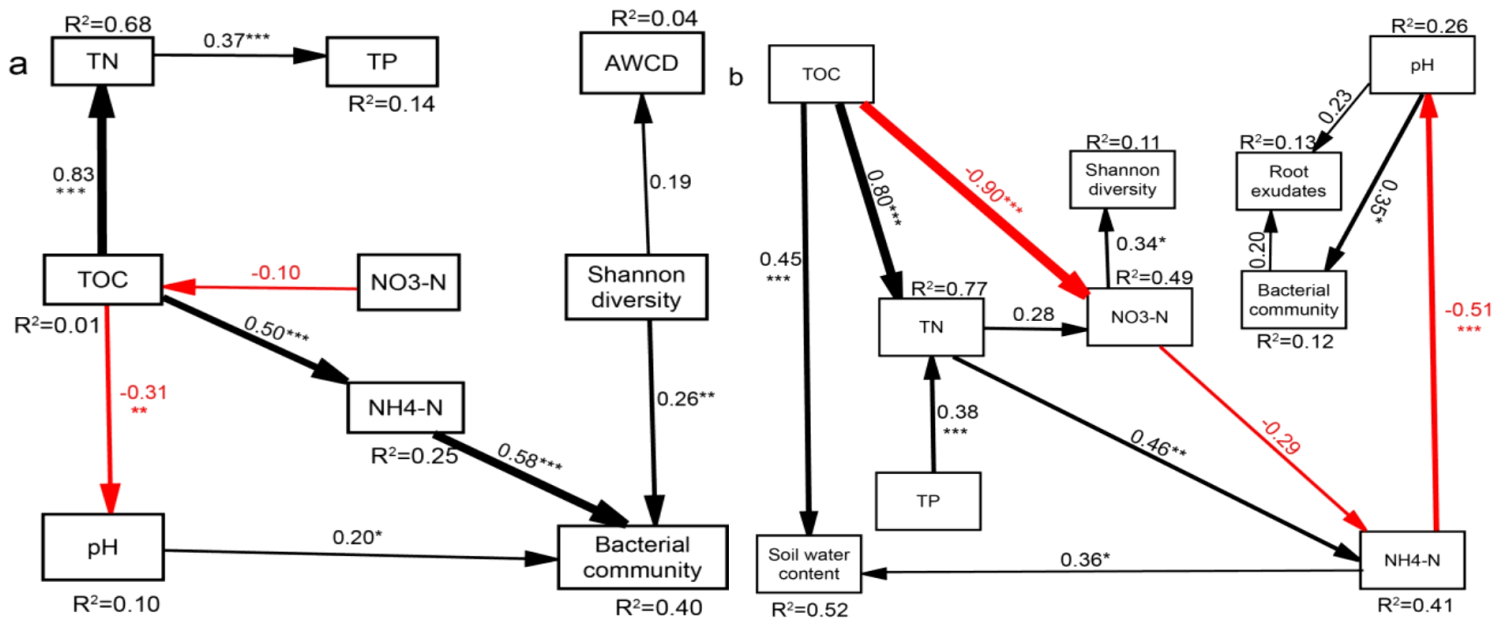 a
R²=0.68
TN
0.37***
TP
R²=0.14
0.83
***
TOC
R²=0.01
-0.10
NO3-N
0.50***
-0.31
**
NH4-N
R²=0.25
0.58***
pH
R²=0.10
0.20*
R²=0.04
AWCD
0.19
Shannon
diversity
0.26**
Bacterial
community
R²=0.40
b
TOC
0.45
***
0.80***
-0.90***
R²=0.11
Shannon
diversity
0.34*
R²=0.77
TN
0.28
R²=0.49
NO3-N
0.38
***
TP
0.46**
-0.29
Soil water
content
R²=0.52
0.36*
NH4-N
R²=0.41
-0.51
***
R²=0.26
pH
0.23
0.35*
R²=0.13
Root
exudates
0.20
Bacterial
community
R²=0.12